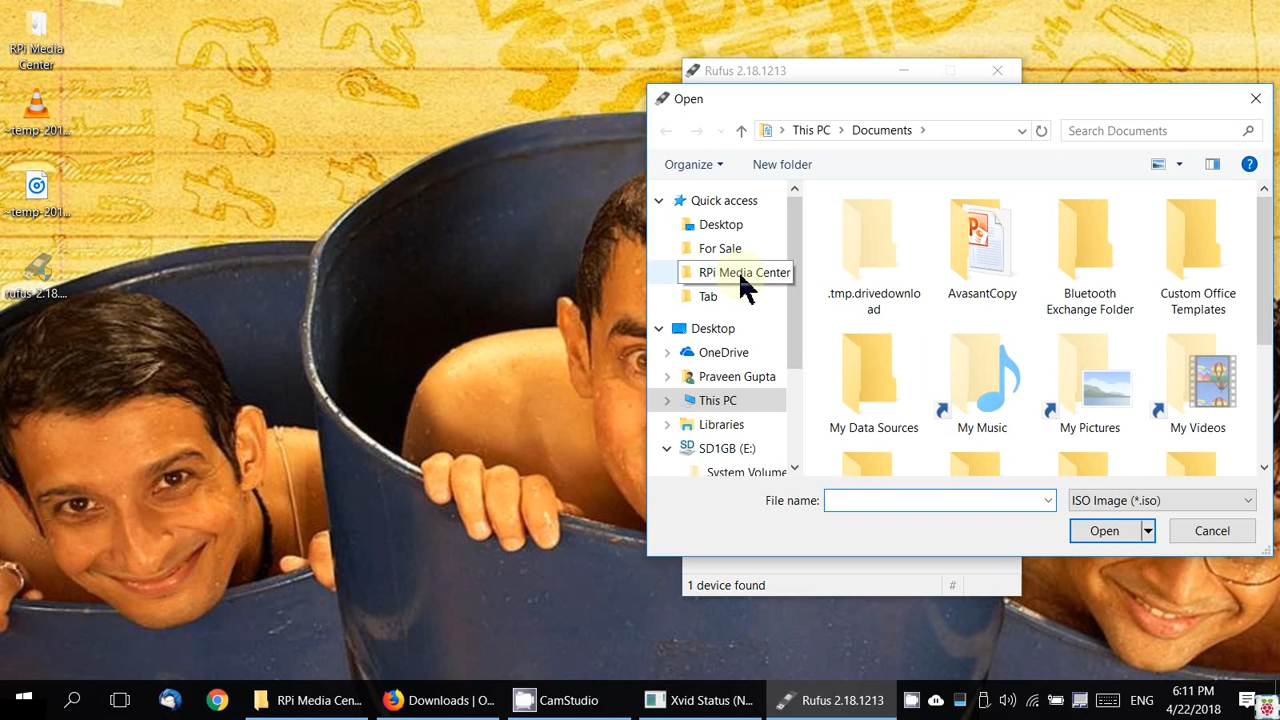 RPi Media
Center
~temp-201...
~temp-201...
rufus-2.18....
Rufus 2.18.1213
Open
This PC
Documents
Search Documents
Organize
New folder
Quick access
Desktop
For Sale
RPi Media Center
Tab
Desktop
OneDrive
Praveen Gupta
This PC
Libraries
SD1GB (E:)
System Volume
.tmp.drivedownlo
ad
AvasantCopy
Bluetooth
Exchange Folder
Custom Office
Templates
My Data Sources
My Music
My Pictures
My Videos
File name:
ISO Image (*.iso)
Open
Cancel
1 device found
#
RPi Media Cen...
Downloads | O...
CamStudio
Xvid Status (N...
Rufus 2.18.1213
ENG
6:11 PM
4/22/2018